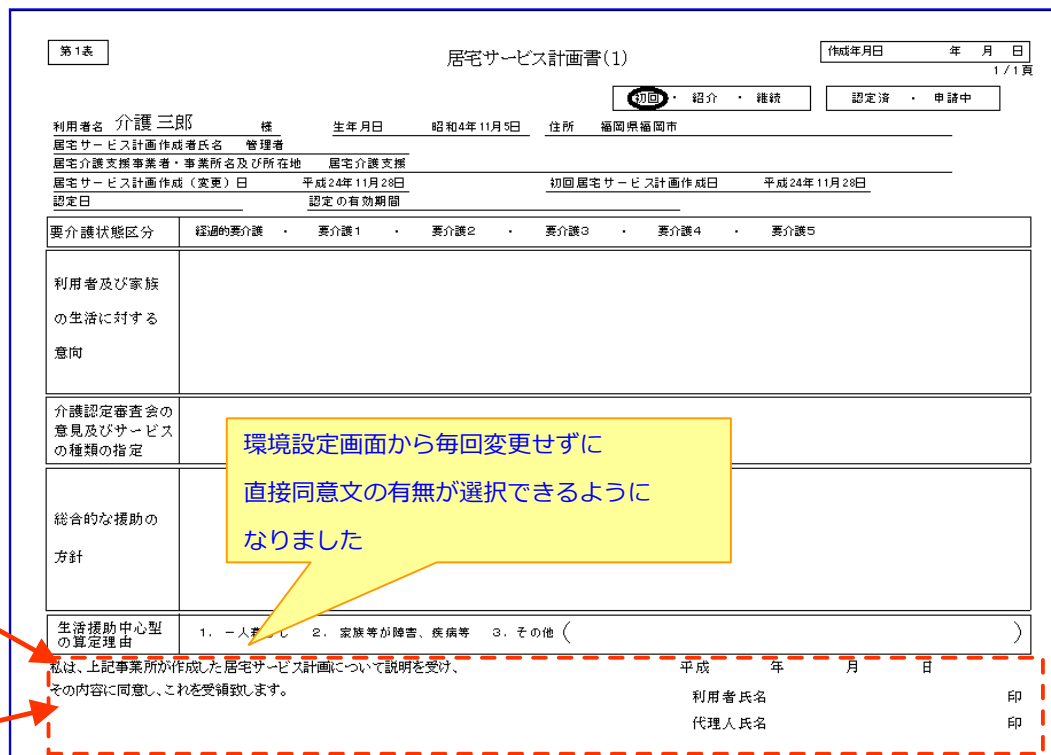 第1表
居宅サービス計画書(1)
作成年月日 年 月 日
1/1頁
初回 ・ 紹介 ・ 継続
認定済 ・ 申請中
利用者名 介護 三郎 様 生年月日 昭和4年11月5日 住所 福岡県福岡市
居宅サービス計画作成者氏名 管理者
居宅介護支援事業者・事業所名及び所在地 居宅介護支援
居宅サービス計画作成(変更)日 平成24年11月28日 初回居宅サービス計画作成日 平成24年11月28日
認定日 認定の有効期間
要介護状態区分 経過的要介護 ・ 要介護1 ・ 要介護2 ・ 要介護3 ・ 要介護4 ・ 要介護5
利用者及び家族
の生活に対する
意向
介護認定審査会の
意見及びサービス
の種類の指定
環境設定画面から毎回変更せずに
直接同意文の有無が選択できるように
なりました
総合的な援助の
方針
生活援助中心型
の算定理由
1. 一人暮らし 2. 家族等が障害、疾病等 3. その他 ( )
私は、上記事業所が作成した居宅サービス計画について説明を受け、 平成 年 月 日
その内容に同意し、これを受領致します。
利用者氏名 印
代理人氏名 印